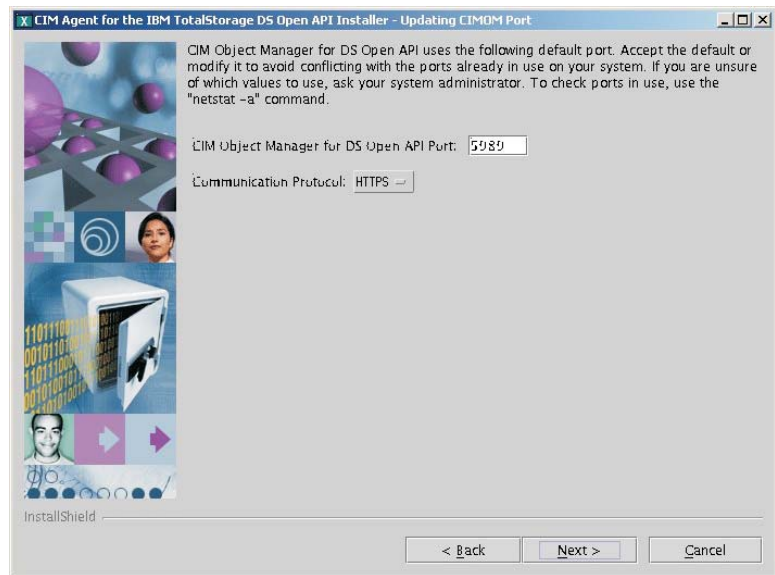 CIM Agent for the IBM TotalStorage DS Open API Installer - Updating CIMOM Port
CIM Object Manager for DS Open API uses the following default port. Accept the default or
modify it to avoid conflicting with the ports already in use on your system. If you are unsure
of which values to use, ask your system administrator. To check ports in use, use the
"netstat -a" command.
CIM Object Manager for DS Open API Port: 5989
Communication Protocol: HTTPS
InstallShield
< Back Next > Cancel